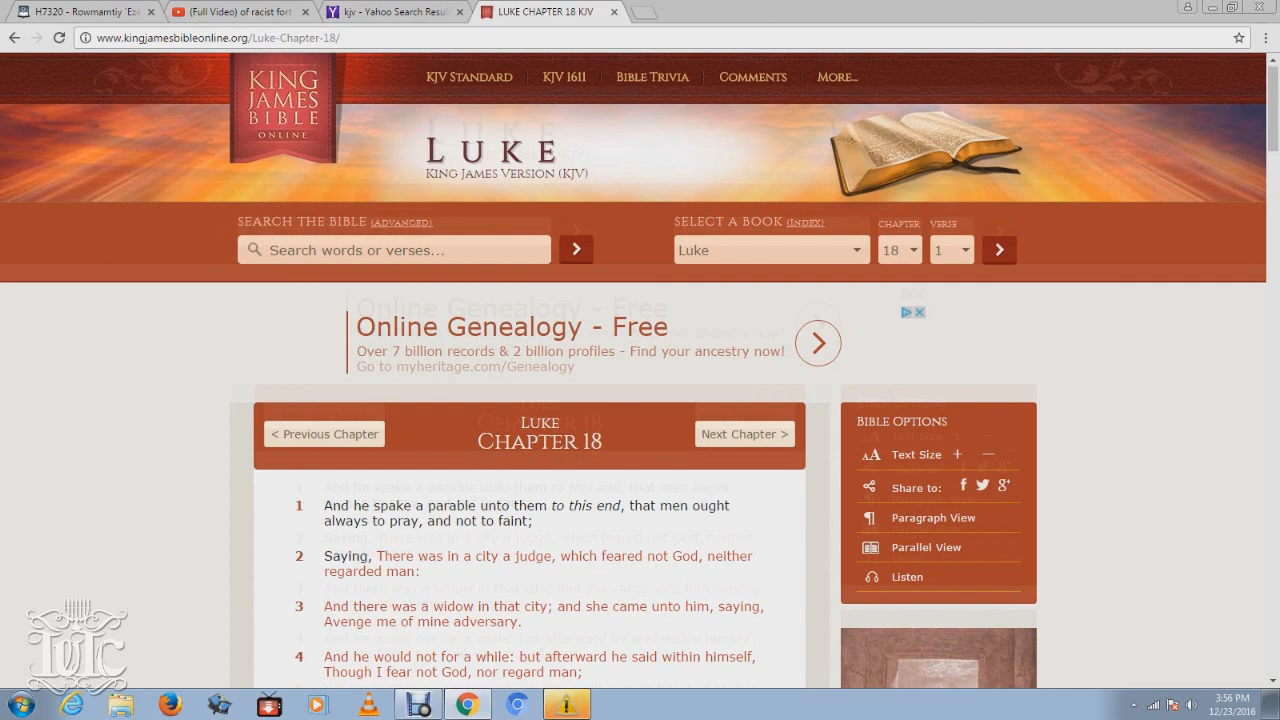 H7320 - Rowmamtiy 'Eze
(Full Video) of racist fort
kjv - Yahoo Search Resul
LUKE CHAPTER 18 KJV
www.kingjamesbibleonline.org/Luke-Chapter-18/
KING
JAMES
BIBLE
ONLINE
KJV STANDARD
KJV 1611
BIBLE TRIVIA
COMMENTS
MORE...
LUKE
KING JAMES VERSION (KJV)
SEARCH THE BIBLE (ADVANCED)
Search words or verses...
SELECT A BOOK (INDEX)
CHAPTER
VERSE
Luke
18
1
Online Genealogy - Free
Over 7 billion records & 2 billion profiles - Find your ancestry now!
Go to myheritage.com/Genealogy
< Previous Chapter
LUKE
CHAPTER 18
Next Chapter >
1 And he spake a parable unto them to this end, that men ought
always to pray, and not to faint;
2 Saying, There was in a city a judge, which feared not God, neither
regarded man:
3 And there was a widow in that city; and she came unto him, saying,
Avenge me of mine adversary.
4 And he would not for a while: but afterward he said within himself,
Though I fear not God, nor regard man;
BIBLE OPTIONS
AA Text Size + —
Share to:
Paragraph View
Parallel View
Listen
IUIC
3:56 PM
12/23/2016